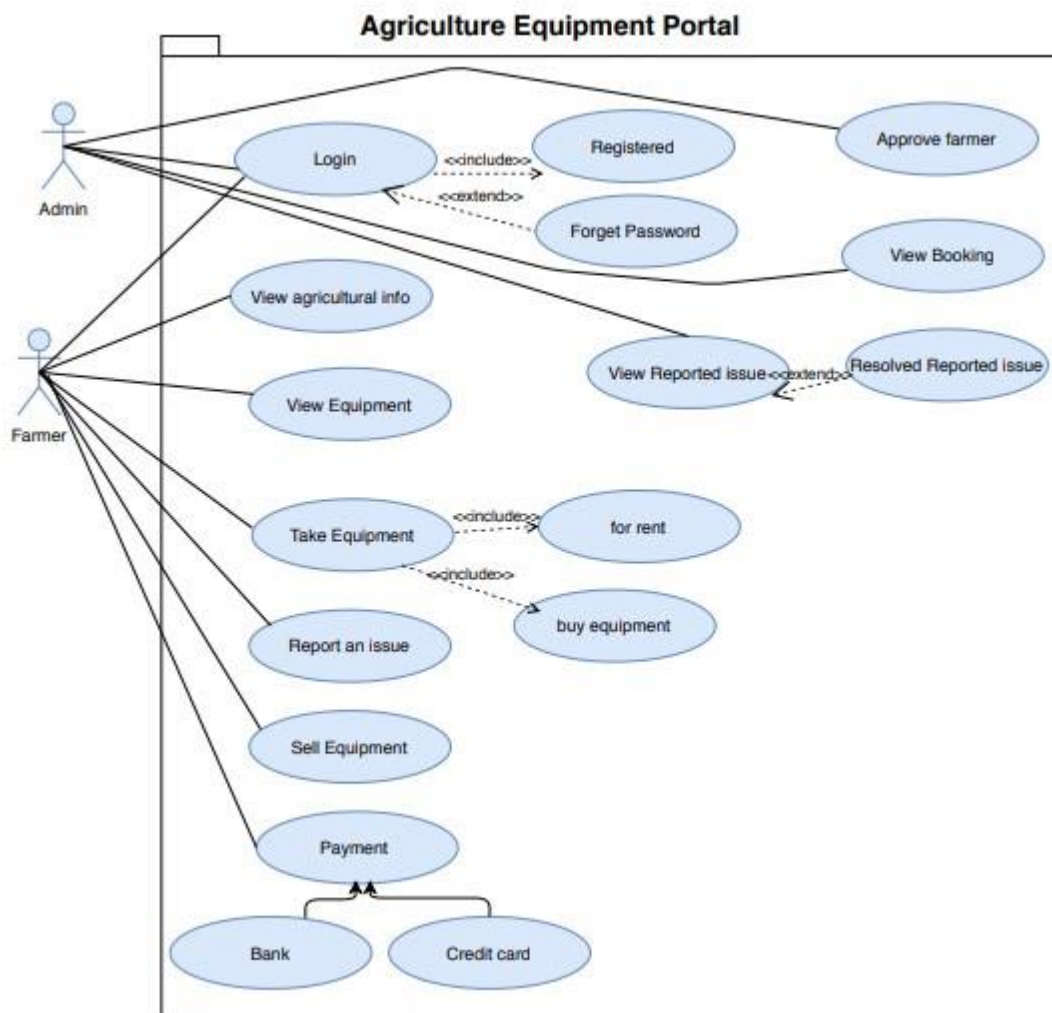 Agriculture Equipment Portal
Admin
Login
<<include>>
Registered
Approve farmer
<<extend>>
Forget Password
View Booking
View agricultural info
View Reported issue
<<extend>>
Resolved Reported issue
Farmer
View Equipment
Take Equipment
<<include>>
for rent
<<include>>
buy equipment
Report an issue
Sell Equipment
Payment
Bank
Credit card